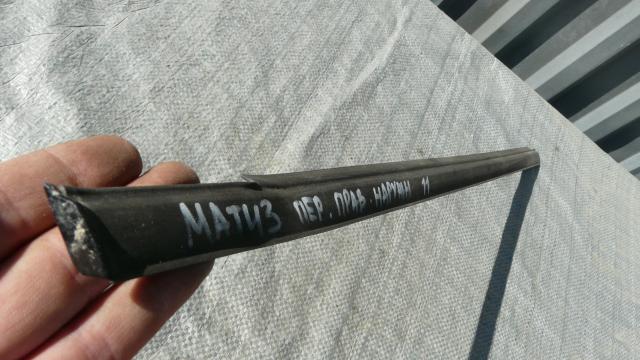 МАТИЗ ПЕР. ПРАВ. НАРУЖН 11